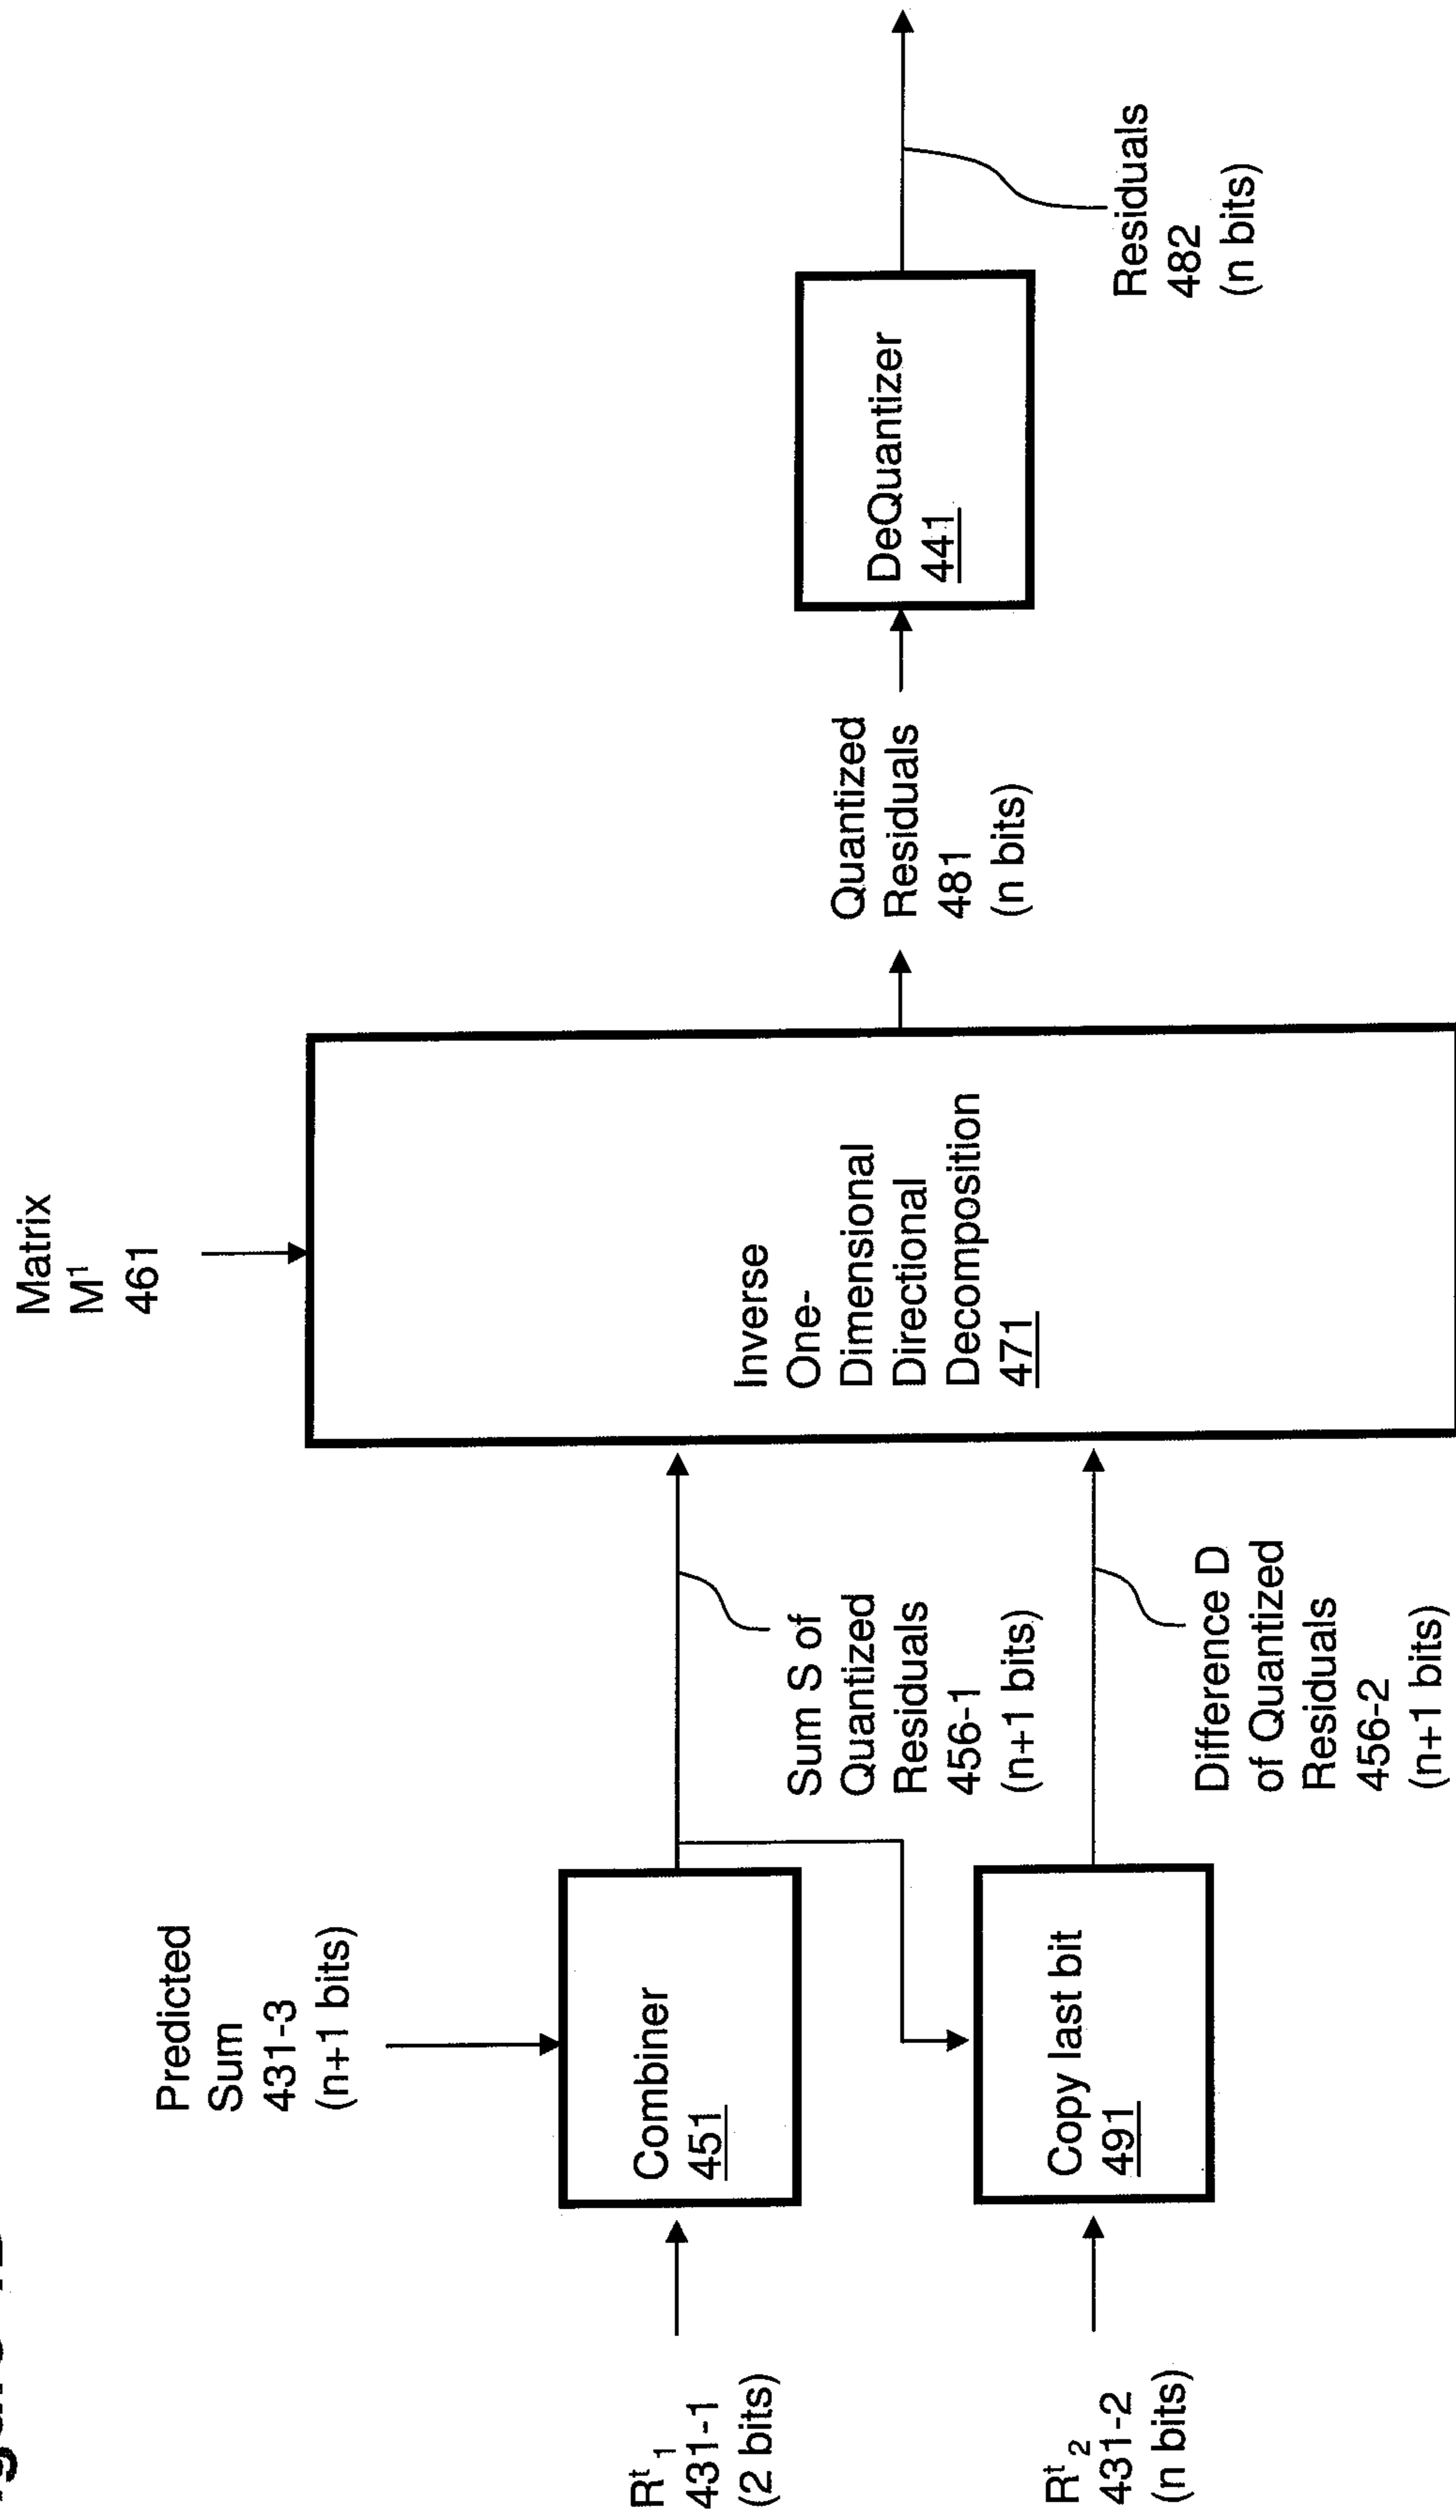 Matrix
M¹
461
Predicted
Sum
431-3
(n+1 bits)
Rᵗ₁
431-1
(2 bits)
Combiner
451
Sum S of
Quantized
Residuals
456-1
(n+1 bits)
Rᵗ₂
431-2
(n bits)
Copy last bit
491
Difference D
of Quantized
Residuals
456-2
(n+1 bits)
Inverse
One-
Dimensional
Directional
Decomposition
471
Quantized
Residuals
481
(n bits)
DeQuantizer
441
Residuals
482
(n bits)